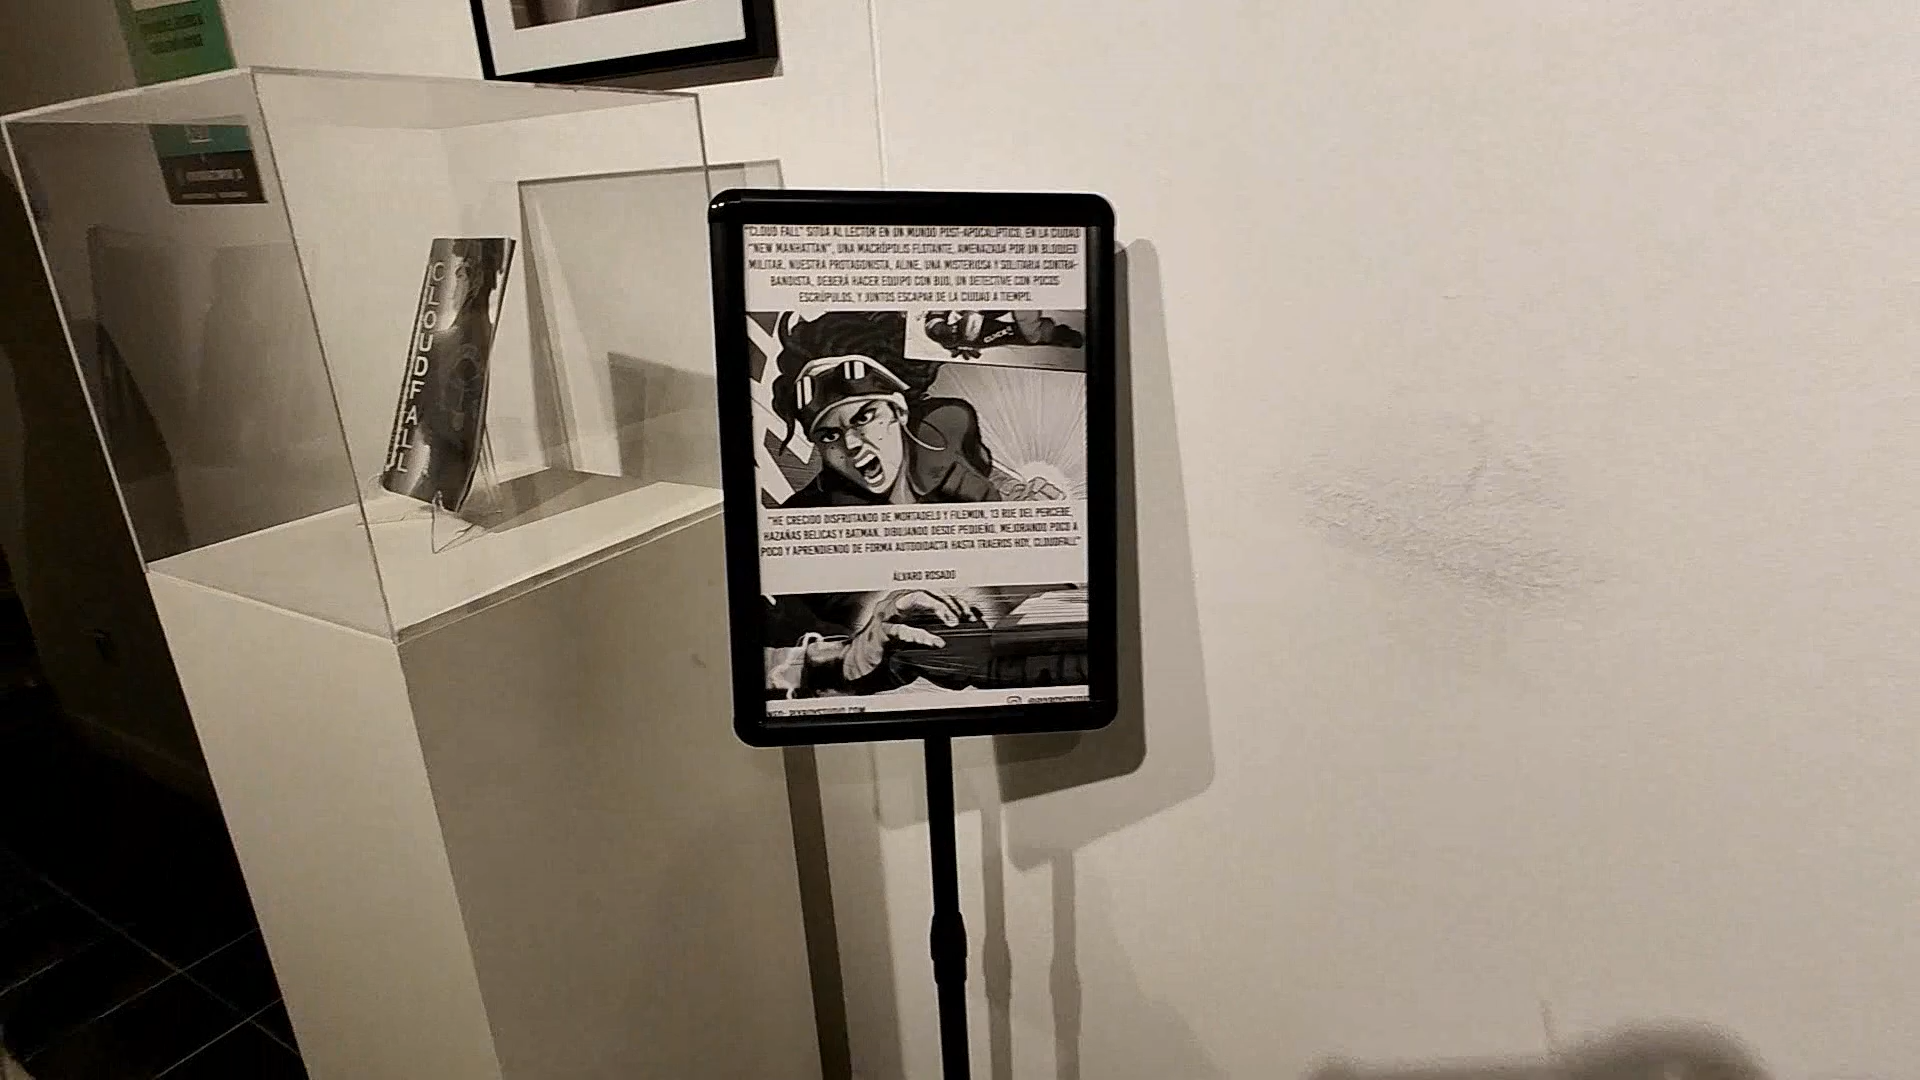 CLOUDFALL
"CLOUD FALL" SITÚA AL LECTOR EN UN MUNDO POST-APOCALÍPTICO, EN LA CIUDAD
"NEW MANHATTAN", UNA MACRÓPOLIS FLOTANTE, AMENAZADA POR UN BLOQUEO
MILITAR. NUESTRA PROTAGONISTA, ALINE, UNA MISTERIOSA Y SOLITARIA CONTRA-
BANDISTA, DEBERÁ HACER EQUIPO CON BUD, UN DETECTIVE CON POCOS
ESCRÚPULOS, Y JUNTOS ESCAPAR DE LA CIUDAD A TIEMPO.
CLICK!
"HE CRECIDO DISFRUTANDO DE MORTADELO Y FILEMON, 13 RUE DEL PERCEBE,
HAZAÑAS BELICAS Y BATMAN. DIBUJANDO DESDE PEQUEÑO, MEJORANDO POCO A
POCO Y APRENDIENDO DE FORMA AUTODIDACTA HASTA TRAEROS HOY, CLOUDFALL"
ÁLVARO ROSADO